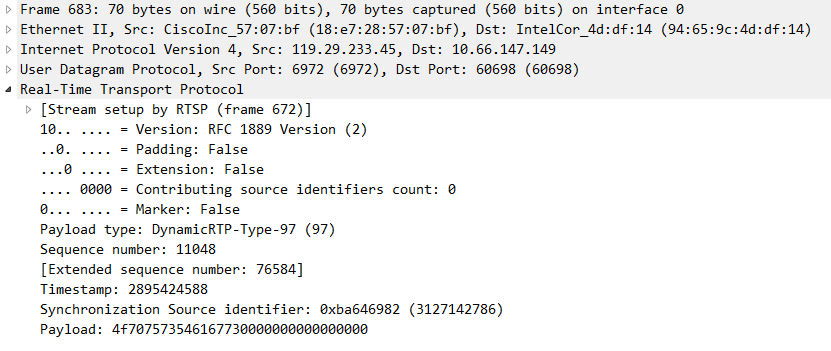 Frame 683: 70 bytes on wire (560 bits), 70 bytes captured (560 bits) on interface 0
Ethernet II, Src: CiscoInc_57:07:bf (18:e7:28:57:07:bf), Dst: IntelCor_4d:df:14 (94:65:9c:4d:df:14)
Internet Protocol Version 4, Src: 119.29.233.45, Dst: 10.66.147.149
User Datagram Protocol, Src Port: 6972 (6972), Dst Port: 60698 (60698)
Real-Time Transport Protocol
[Stream setup by RTSP (frame 672)]
10.. .... = Version: RFC 1889 Version (2)
..0. .... = Padding: False
...0 .... = Extension: False
.... 0000 = Contributing source identifiers count: 0
0... .... = Marker: False
Payload type: DynamicRTP-Type-97 (97)
Sequence number: 11048
[Extended sequence number: 76584]
Timestamp: 2895424588
Synchronization Source identifier: 0xba646982 (3127142786)
Payload: 4f707573546167730000000000000000